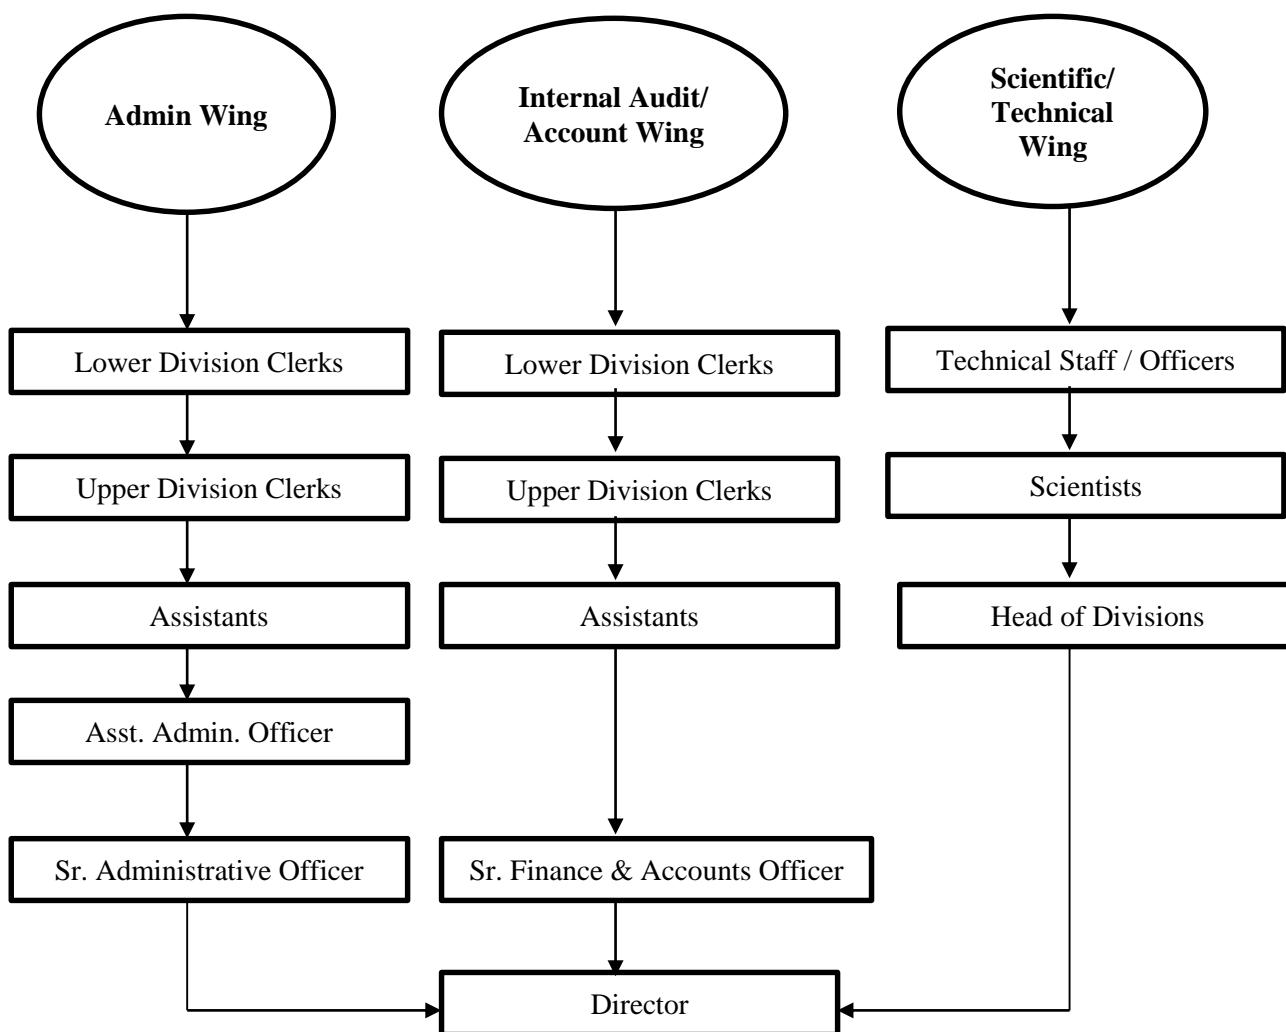 Admin Wing
Internal Audit/
Account Wing
Scientific/
Technical
Wing
Lower Division Clerks
Lower Division Clerks
Technical Staff / Officers
Upper Division Clerks
Upper Division Clerks
Scientists
Assistants
Assistants
Head of Divisions
Asst. Admin. Officer
Sr. Administrative Officer
Sr. Finance & Accounts Officer
Director